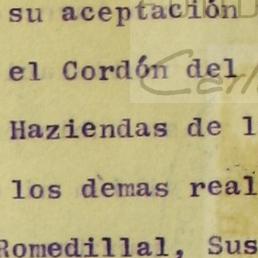 su aceptación
el Cordón del
Haziendas de l
los demas real
Romedillal, Sus